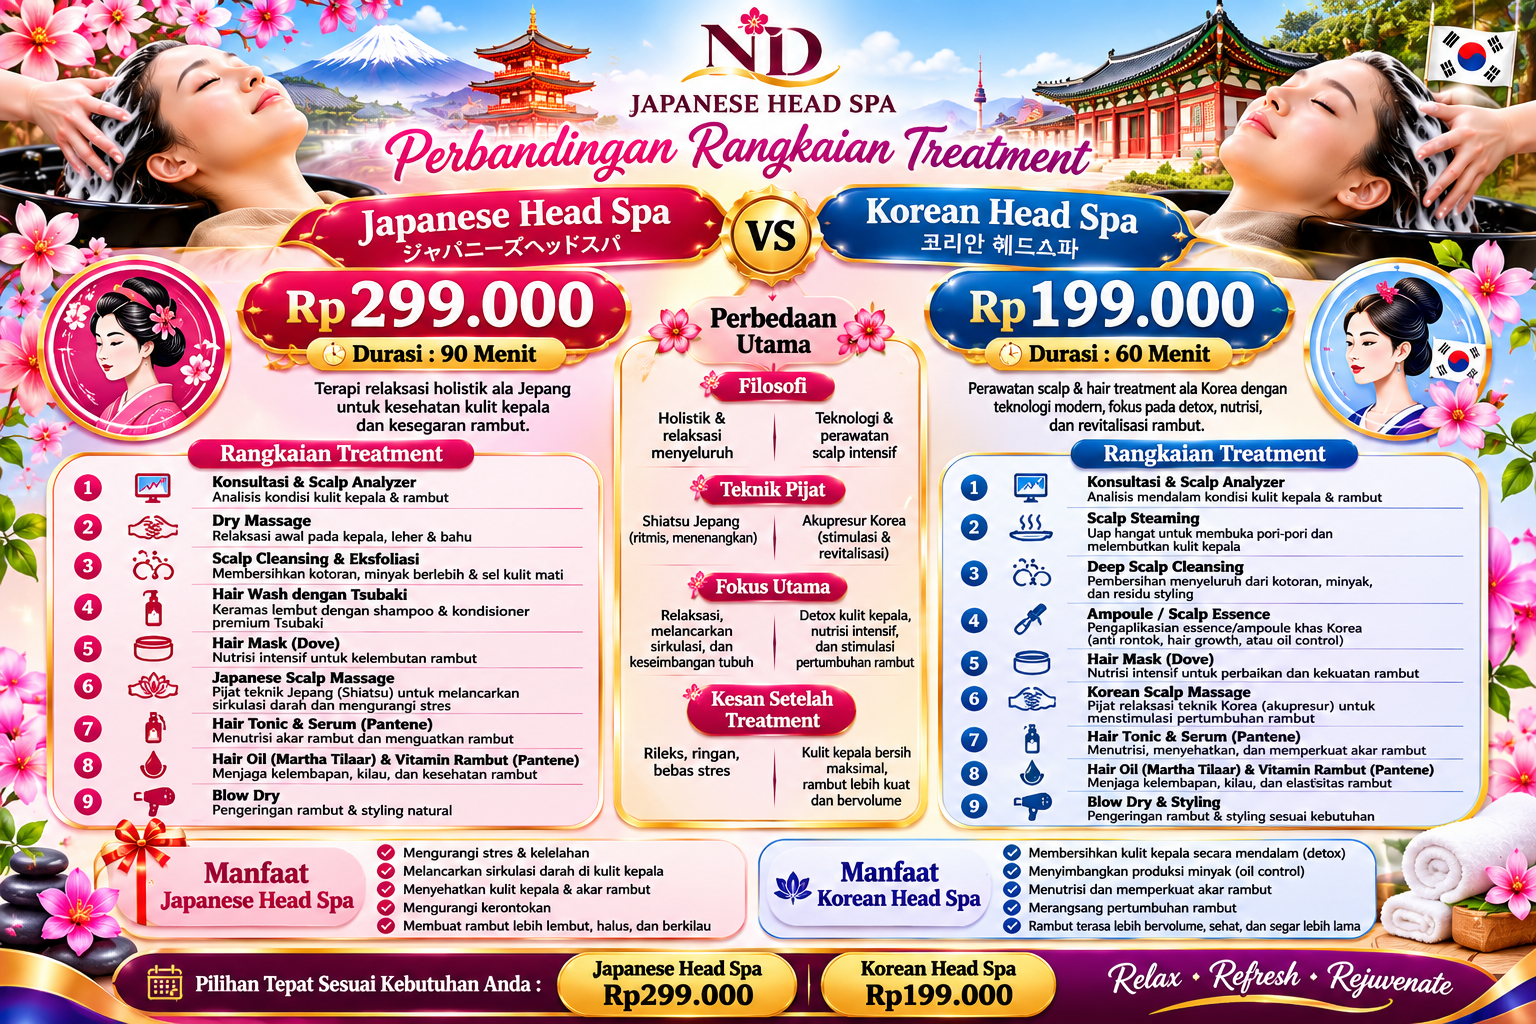 ND
JAPANESE HEAD SPA
Perbandingan Rangkaian Treatment
Japanese Head Spa
ジャパニーズヘッドスパ
VS
Korean Head Spa
코리안 헤드스파
Rp299.000
Durasi : 90 Menit
Terapi relaksasi holistik ala Jepang
untuk kesehatan kulit kepala
dan kesegaran rambut.
Rangkaian Treatment
1
Konsultasi & Scalp Analyzer
Analisis kondisi kulit kepala & rambut
2
Dry Massage
Relaksasi awal pada kepala, leher & bahu
3
Scalp Cleansing & Eksfoliasi
Membersihkan kotoran, minyak berlebih & sel kulit mati
4
Hair Wash dengan Tsubaki
Keramas lembut dengan shampoo & kondisioner
premium Tsubaki
5
Hair Mask (Dove)
Nutrisi intensif untuk kelembutan rambut
6
Japanese Scalp Massage
Pijat teknik Jepang (Shiatsu) untuk melancarkan
sirkulasi darah dan mengurangi stres
7
Hair Tonic & Serum (Pantene)
Menutrisi akar rambut dan menguatkan rambut
8
Hair Oil (Martha Tilaar) & Vitamin Rambut (Pantene)
Menjaga kelembapan, kilau, dan kesehatan rambut
9
Blow Dry
Pengeringan rambut & styling natural
Perbedaan
Utama
Filosofi
Holistik &
relaksasi
menyeluruh
Teknologi &
perawatan
scalp intensif
Teknik Pijat
Shiatsu Jepang
(ritmis, menenangkan)
Akupresur Korea
(stimulasi &
revitalisasi)
Fokus Utama
Relaksasi,
melancarkan
sirkulasi, dan
keseimbangan tubuh
Detox kulit kepala,
nutrisi intensif,
dan stimulasi
pertumbuhan rambut
Kesan Setelah
Treatment
Rileks, ringan,
bebas stres
Kulit kepala bersih
maksimal,
rambut lebih kuat
dan bervolume
Rp199.000
Durasi : 60 Menit
Perawatan scalp & hair treatment ala Korea dengan
teknologi modern, fokus pada detox, nutrisi,
dan revitalisasi rambut.
Rangkaian Treatment
1
Konsultasi & Scalp Analyzer
Analisis mendalam kondisi kulit kepala & rambut
2
Scalp Steaming
Uap hangat untuk membuka pori-pori dan
melembutkan kulit kepala
3
Deep Scalp Cleansing
Pembersihan menyeluruh dari kotoran, minyak,
dan residu styling
4
Ampoule / Scalp Essence
Pengaplikasian essence/ampoule khas Korea
(anti rontok, hair growth, atau oil control)
5
Hair Mask (Dove)
Nutrisi intensif untuk perbaikan dan kekuatan rambut
6
Korean Scalp Massage
Pijat relaksasi teknik Korea (akupresur) untuk
menstimulasi pertumbuhan rambut
7
Hair Tonic & Serum (Pantene)
Menutrisi, menyehatkan, dan memperkuat akar rambut
8
Hair Oil (Martha Tilaar) & Vitamin Rambut (Pantene)
Menjaga kelembapan, kilau, dan elastisitas rambut
9
Blow Dry & Styling
Pengeringan rambut & styling sesuai kebutuhan
Manfaat
Japanese Head Spa
Mengurangi stres & kelelahan
Melancarkan sirkulasi darah di kulit kepala
Menyehatkan kulit kepala & akar rambut
Mengurangi kerontokan
Membuat rambut lebih lembut, halus, dan berkilau
Manfaat
Korean Head Spa
Membersihkan kulit kepala secara mendalam (detox)
Menyimbangkan produksi minyak (oil control)
Menutrisi dan memperkuat akar rambut
Merangsang pertumbuhan rambut
Rambut terasa lebih bervolume, sehat, dan segar lebih lama
Pilihan Tepat Sesuai Kebutuhan Anda :
Japanese Head Spa
Rp299.000
Korean Head Spa
Rp199.000
Relax • Refresh • Rejuvenate